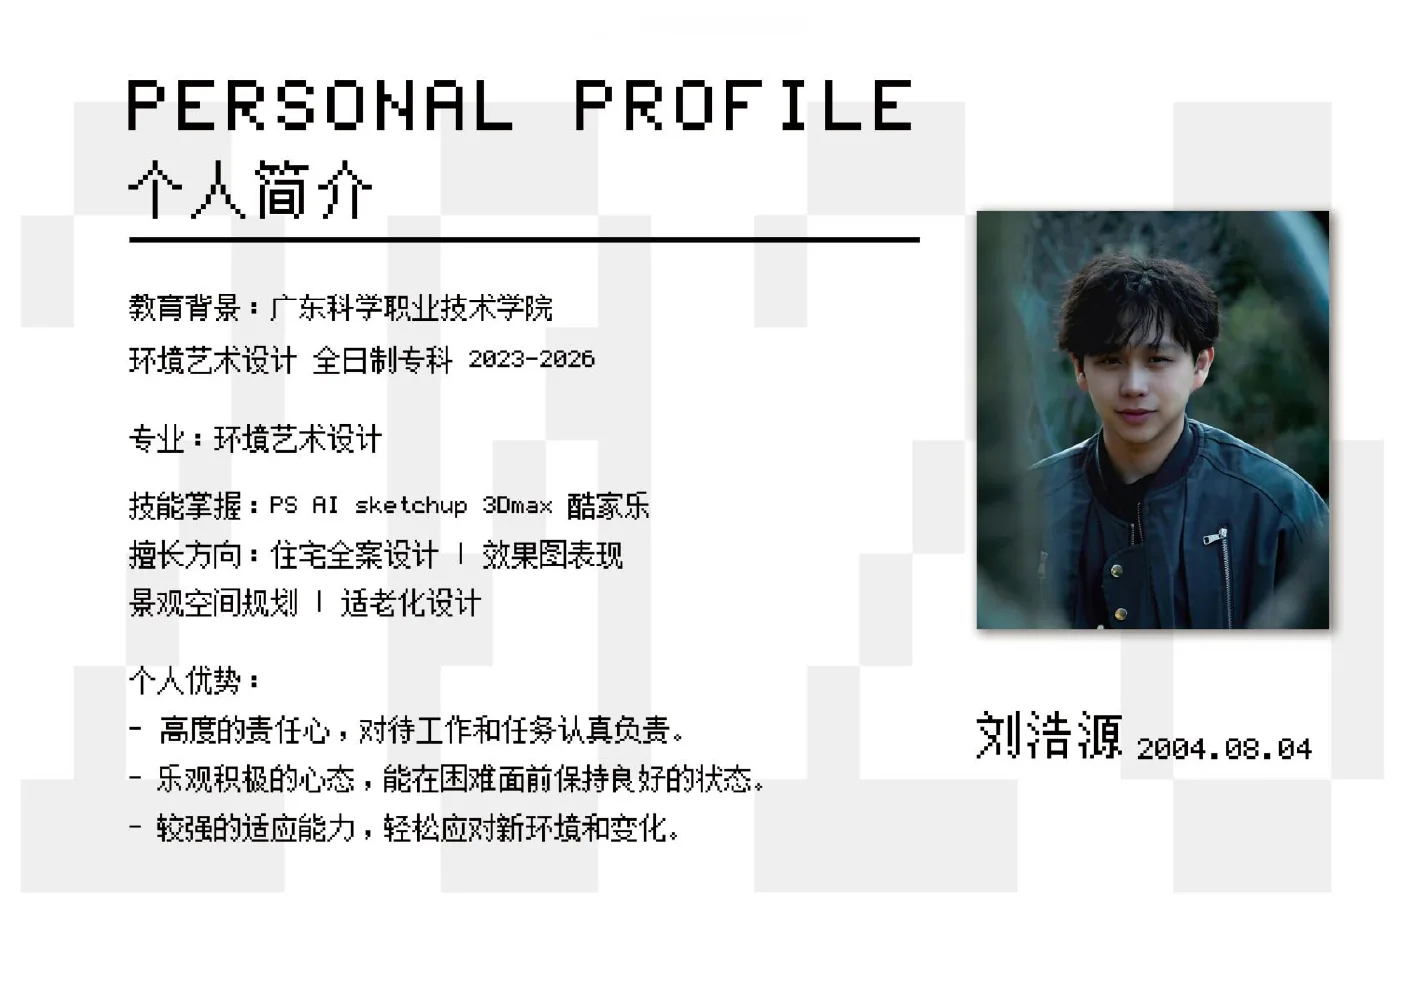 PERSONAL PROFILE
个人简介
教育背景：广东科学职业技术学院
环境艺术设计 全日制专科 2023-2026
专业：环境艺术设计
技能掌握：PS AI sketchup 3Dmax 酷家乐
擅长方向：住宅全案设计 | 效果图表现
景观空间规划 | 适老化设计
个人优势：
- 高度的责任心，对待工作和任务认真负责。
- 乐观积极的心态，能在困难面前保持良好的状态。
- 较强的适应能力，轻松应对新环境和变化。
刘浩源 2004.08.04